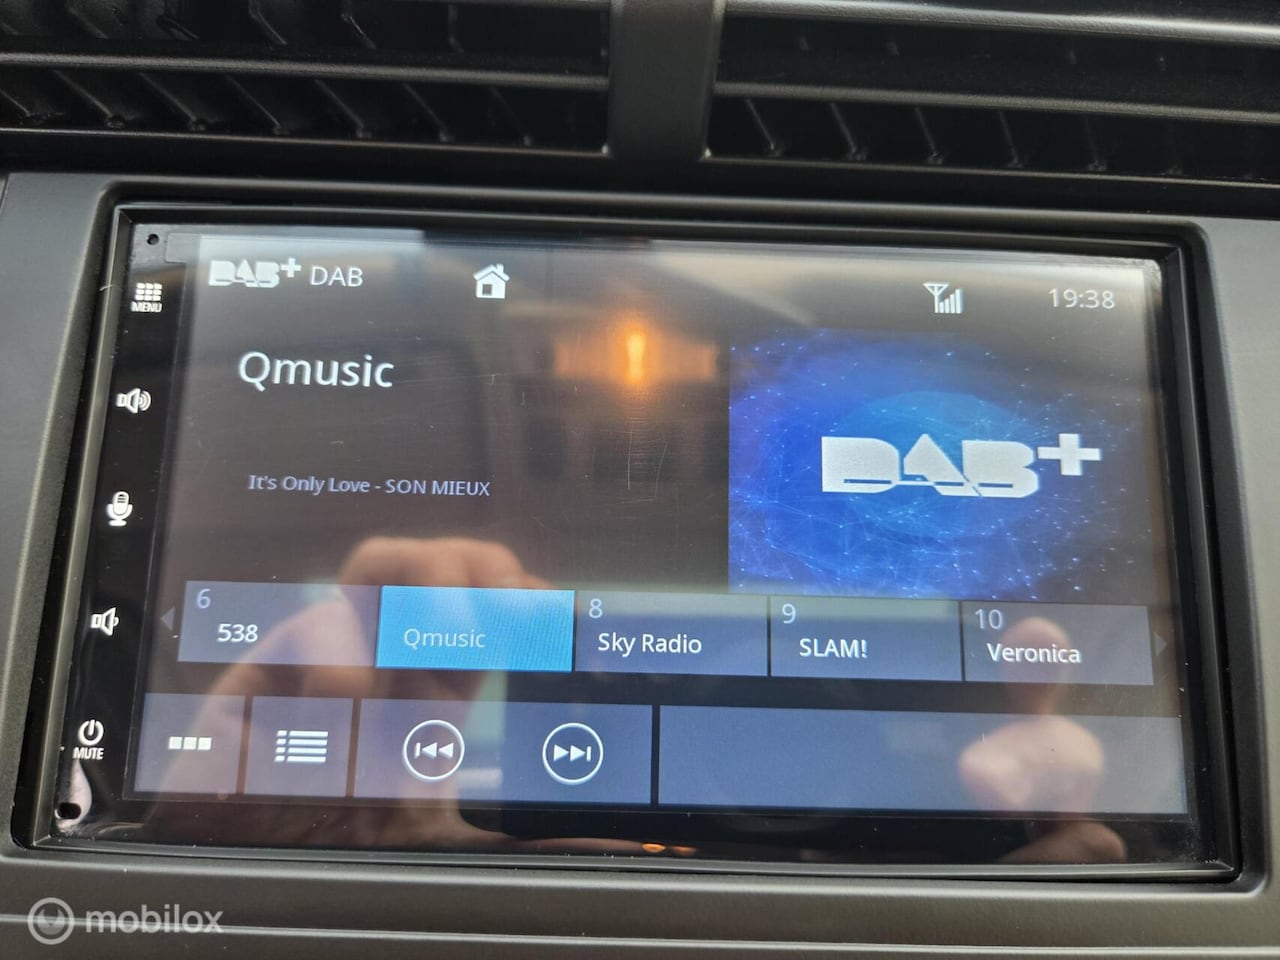 DAB+ DAB
19:38
MENU
Qmusic
DAB+
It's Only Love - SON MIEUX
6
538
Qmusic
8
Sky Radio
9
SLAM!
10
Veronica
MUTE
mobilox